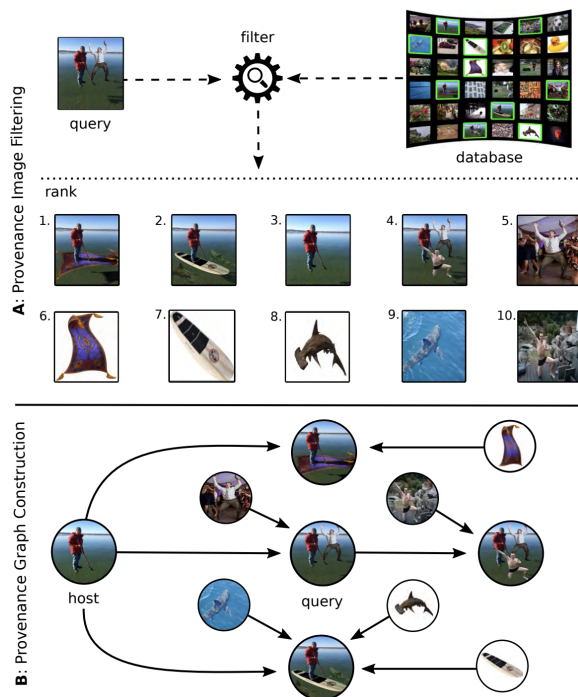 filter
query
database
A: Provenance Image Filtering
rank
1.
2.
3.
4.
5.
6.
7.
8.
9.
10.
B: Provenance Graph Construction
host
query